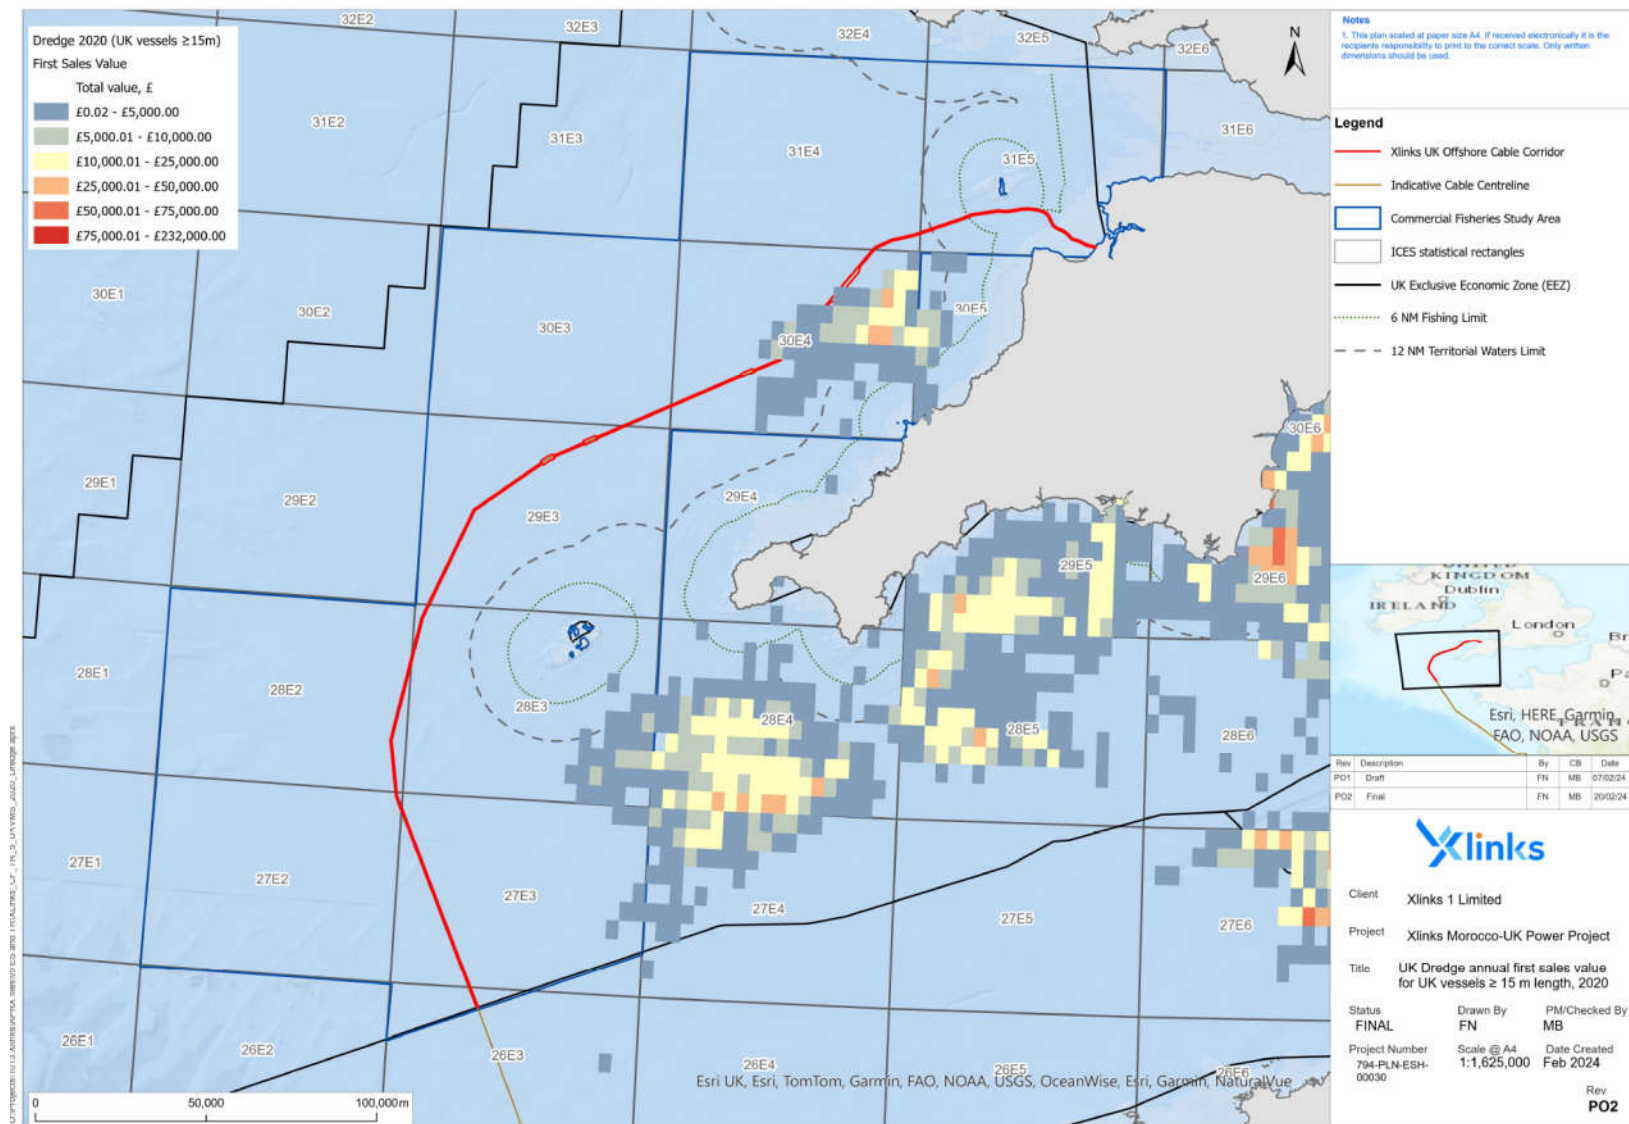 Dredge 2020 (UK vessels ≥15m)
First Sales Value
Total value, £
£0.02 - £5,000.00
£5,000.01 - £10,000.00
£10,000.01 - £25,000.00
£25,000.01 - £50,000.00
£50,000.01 - £75,000.00
£75,000.01 - £232,000.00
32E2
32E3
32E4
32E5
32E6
31E2
31E3
31E4
31E5
31E6
30E1
30E2
30E3
30E4
30E5
30E6
29E1
29E2
29E3
29E4
29E5
29E6
28E1
28E2
28E3
28E4
28E5
28E6
27E1
27E2
27E3
27E4
27E5
27E6
26E1
26E2
26E3
26E4
26E5
26E6
N
Esri UK, Esri, TomTom, Garmin, FAO, NOAA, USGS, OceanWise, Esri, Garmin, NaturalVue
0 50,000 100,000m
Notes
1. This plan scaled at paper size A4. If received electronically it is the
recipients responsibility to print to the correct scale. Only written
dimensions should be used.
Legend
Xlinks UK Offshore Cable Corridor
Indicative Cable Centreline
Commercial Fisheries Study Area
ICES statistical rectangles
UK Exclusive Economic Zone (EEZ)
6 NM Fishing Limit
12 NM Territorial Waters Limit
UNITED
KINGDOM
Dublin
IRELAND
London
Br
Pa
FRAN
Esri, HERE, Garmin,
FAO, NOAA, USGS
Rev Description By CB Date
PO1 Draft FN MB 07/02/24
PO2 Final FN MB 20/02/24
Xlinks
Client Xlinks 1 Limited
Project Xlinks Morocco-UK Power Project
Title UK Dredge annual first sales value
for UK vessels ≥ 15 m length, 2020
Status Drawn By PM/Checked By
FINAL FN MB
Project Number Scale @ A4 Date Created
794-PLN-ESH-
00030 1:1,625,000 Feb 2024
Rev
PO2